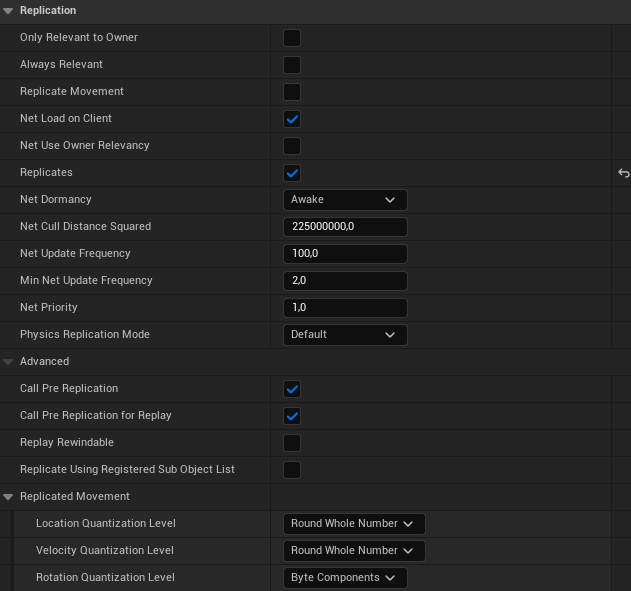 Replication
Only Relevant to Owner
Always Relevant
Replicate Movement
Net Load on Client
Net Use Owner Relevancy
Replicates
Net Dormancy Awake
Net Cull Distance Squared 225000000,0
Net Update Frequency 100,0
Min Net Update Frequency 2,0
Net Priority 1,0
Physics Replication Mode Default
Advanced
Call Pre Replication
Call Pre Replication for Replay
Replay Rewindable
Replicate Using Registered Sub Object List
Replicated Movement
Location Quantization Level Round Whole Number
Velocity Quantization Level Round Whole Number
Rotation Quantization Level Byte Components